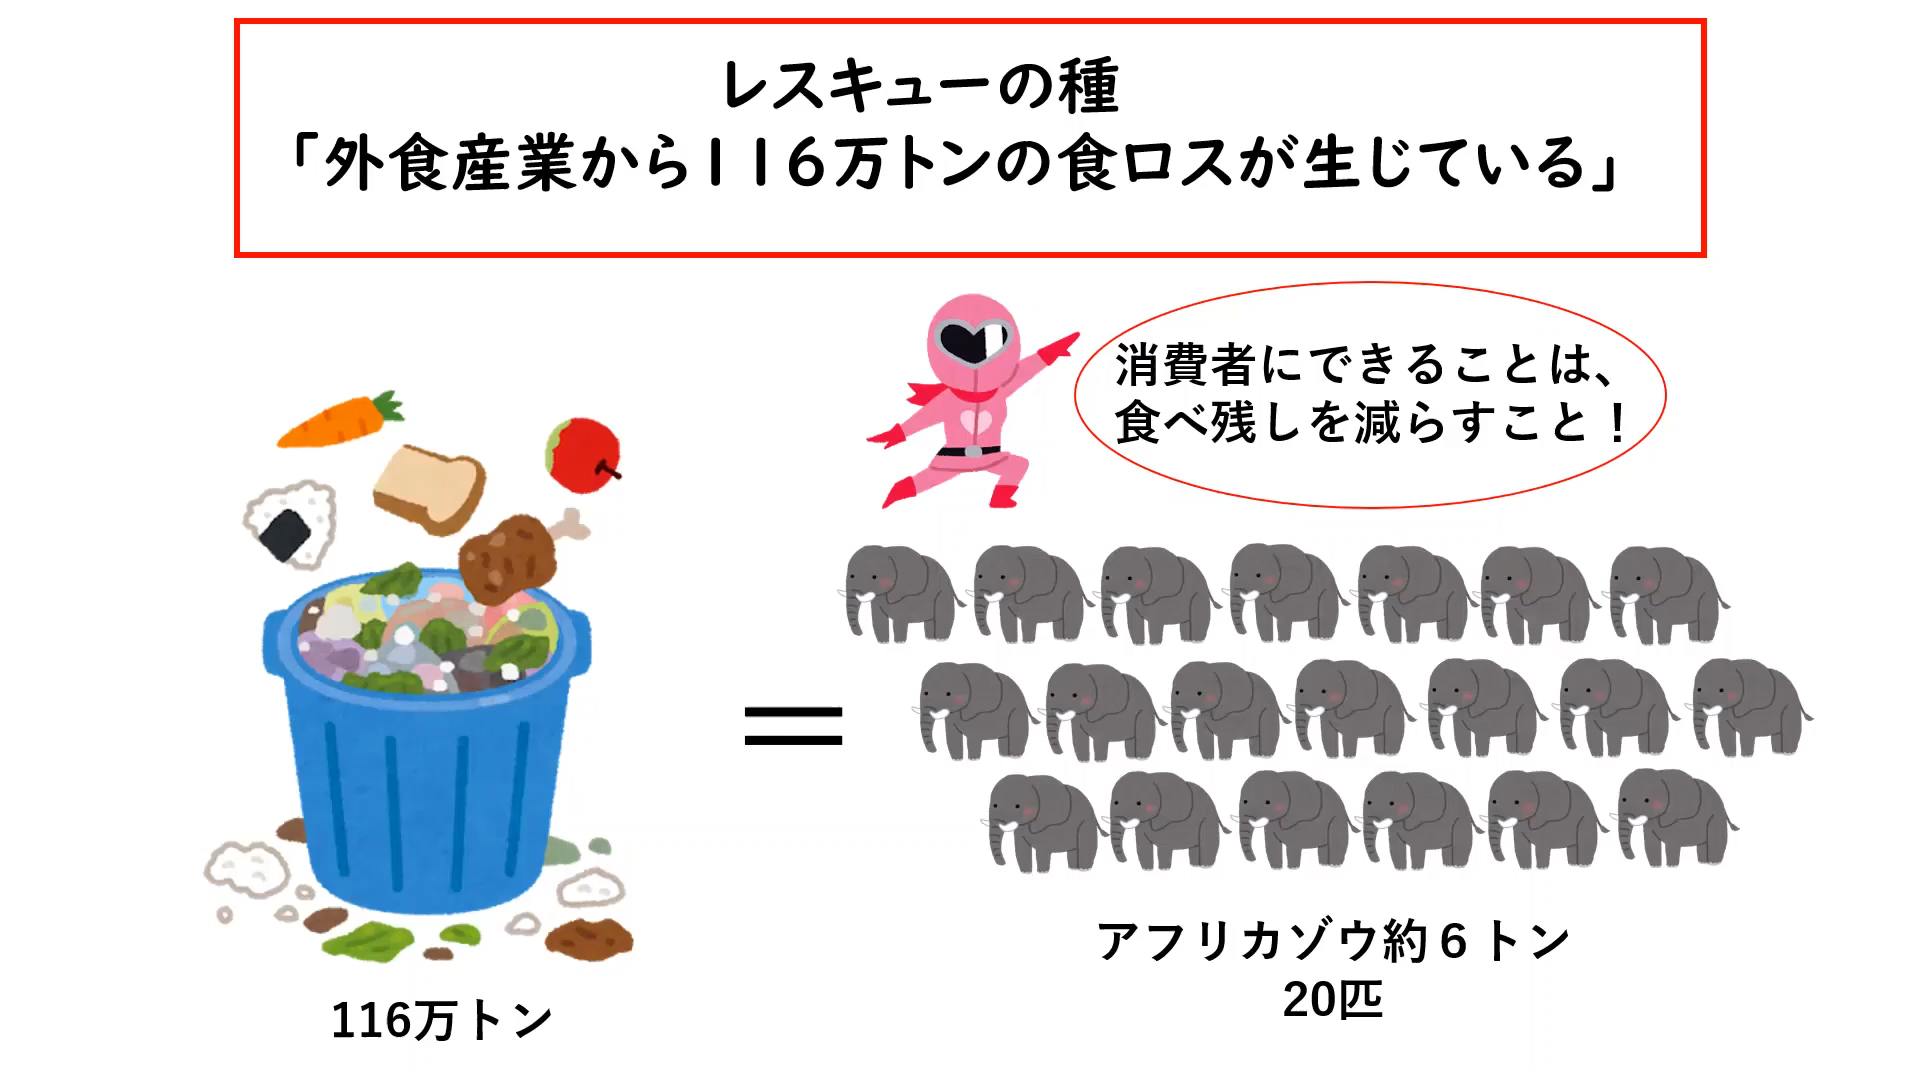 レスキューの種
「外食産業から116万トンの食ロスが生じている」
消費者にできることは、
食べ残しを減らすこと！
＝
116万トン
アフリカゾウ約６トン
20匹